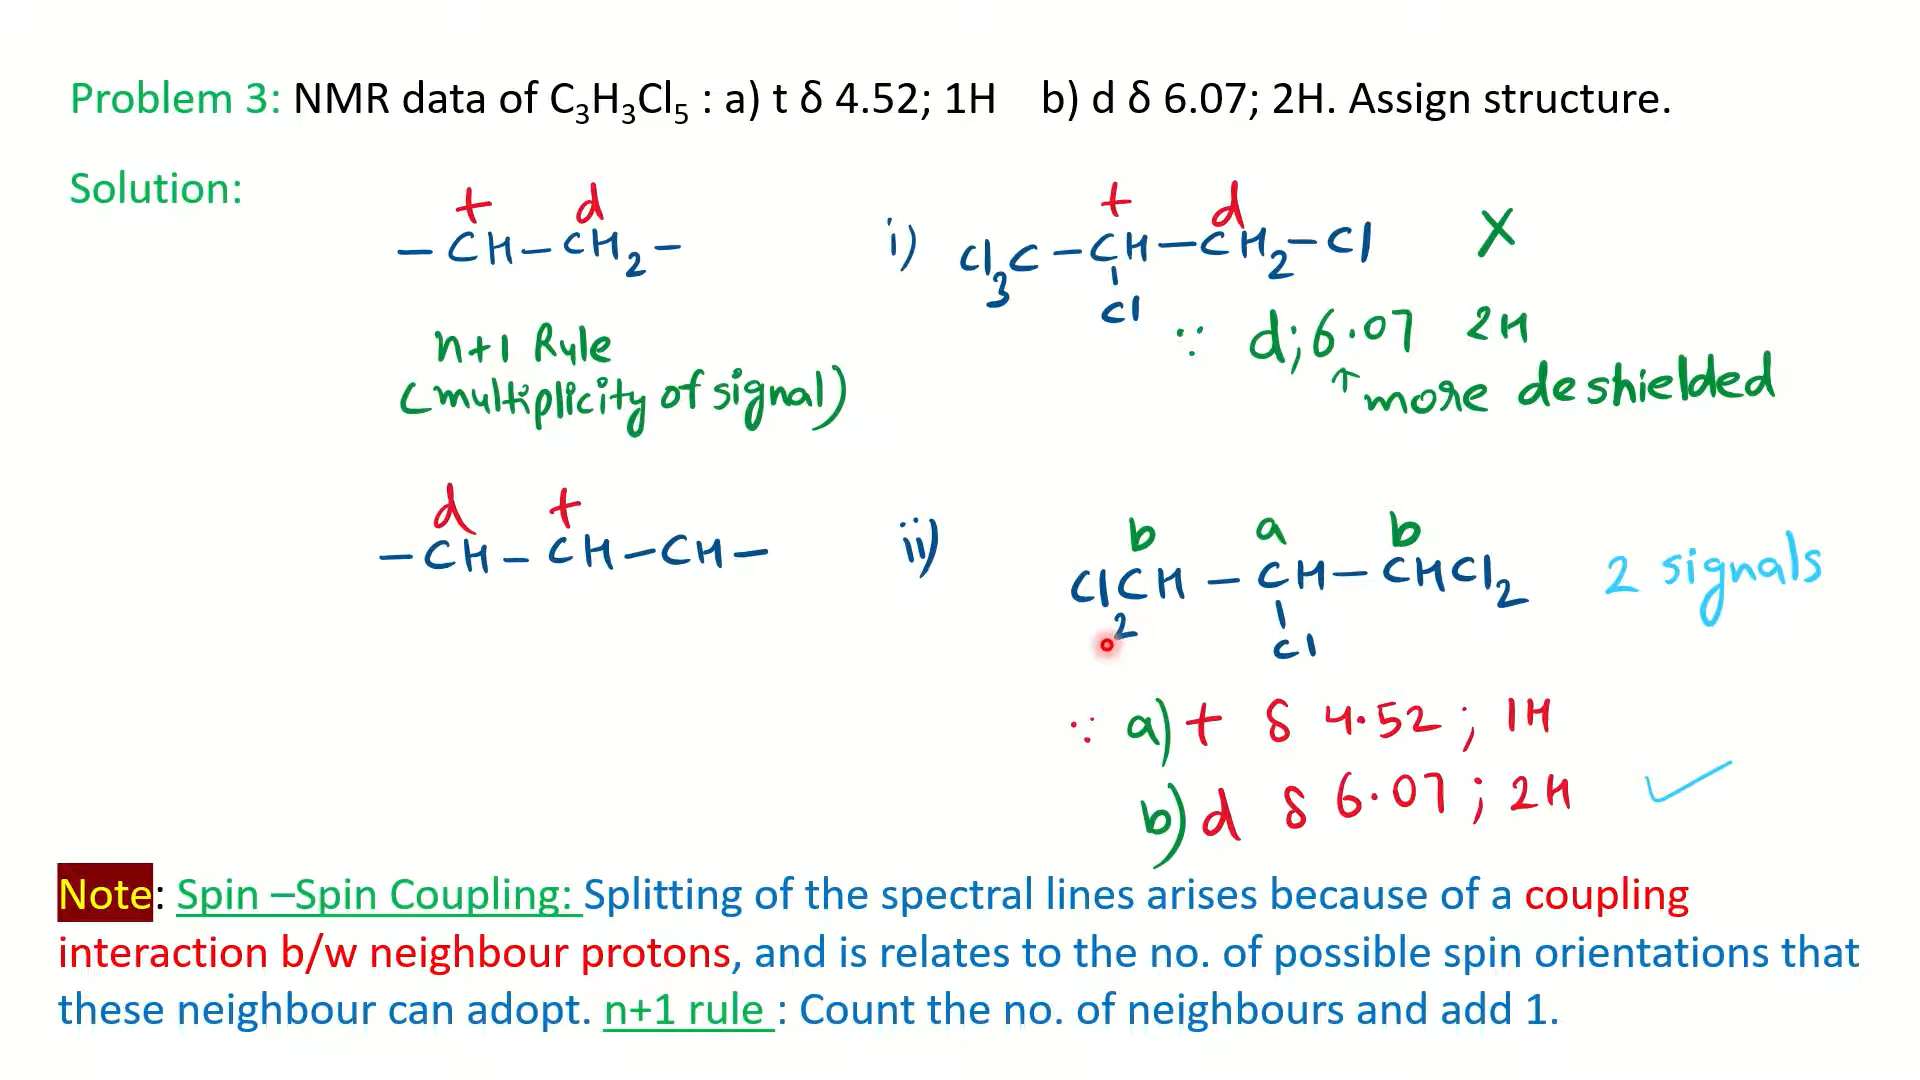 Problem 3: NMR data of C₃H₃Cl₅ : a) t δ 4.52; 1H b) d δ 6.07; 2H. Assign structure.
Solution:
t d
– CH – CH₂ –
n+1 Rule
(multiplicity of signal)
t d
i) Cl₃C – CH – CH₂ – Cl X
Cl
∵ d; 6.07 2H
↑ more deshielded
d t
– CH – CH – CH –
b a b
ii) Cl₂CH – CH – CHCl₂ 2 signals
Cl
∵ a) t δ 4.52 ; 1H
b) d δ 6.07 ; 2H ✓
Note: Spin –Spin Coupling: Splitting of the spectral lines arises because of a coupling
interaction b/w neighbour protons, and is relates to the no. of possible spin orientations that
these neighbour can adopt. n+1 rule : Count the no. of neighbours and add 1.